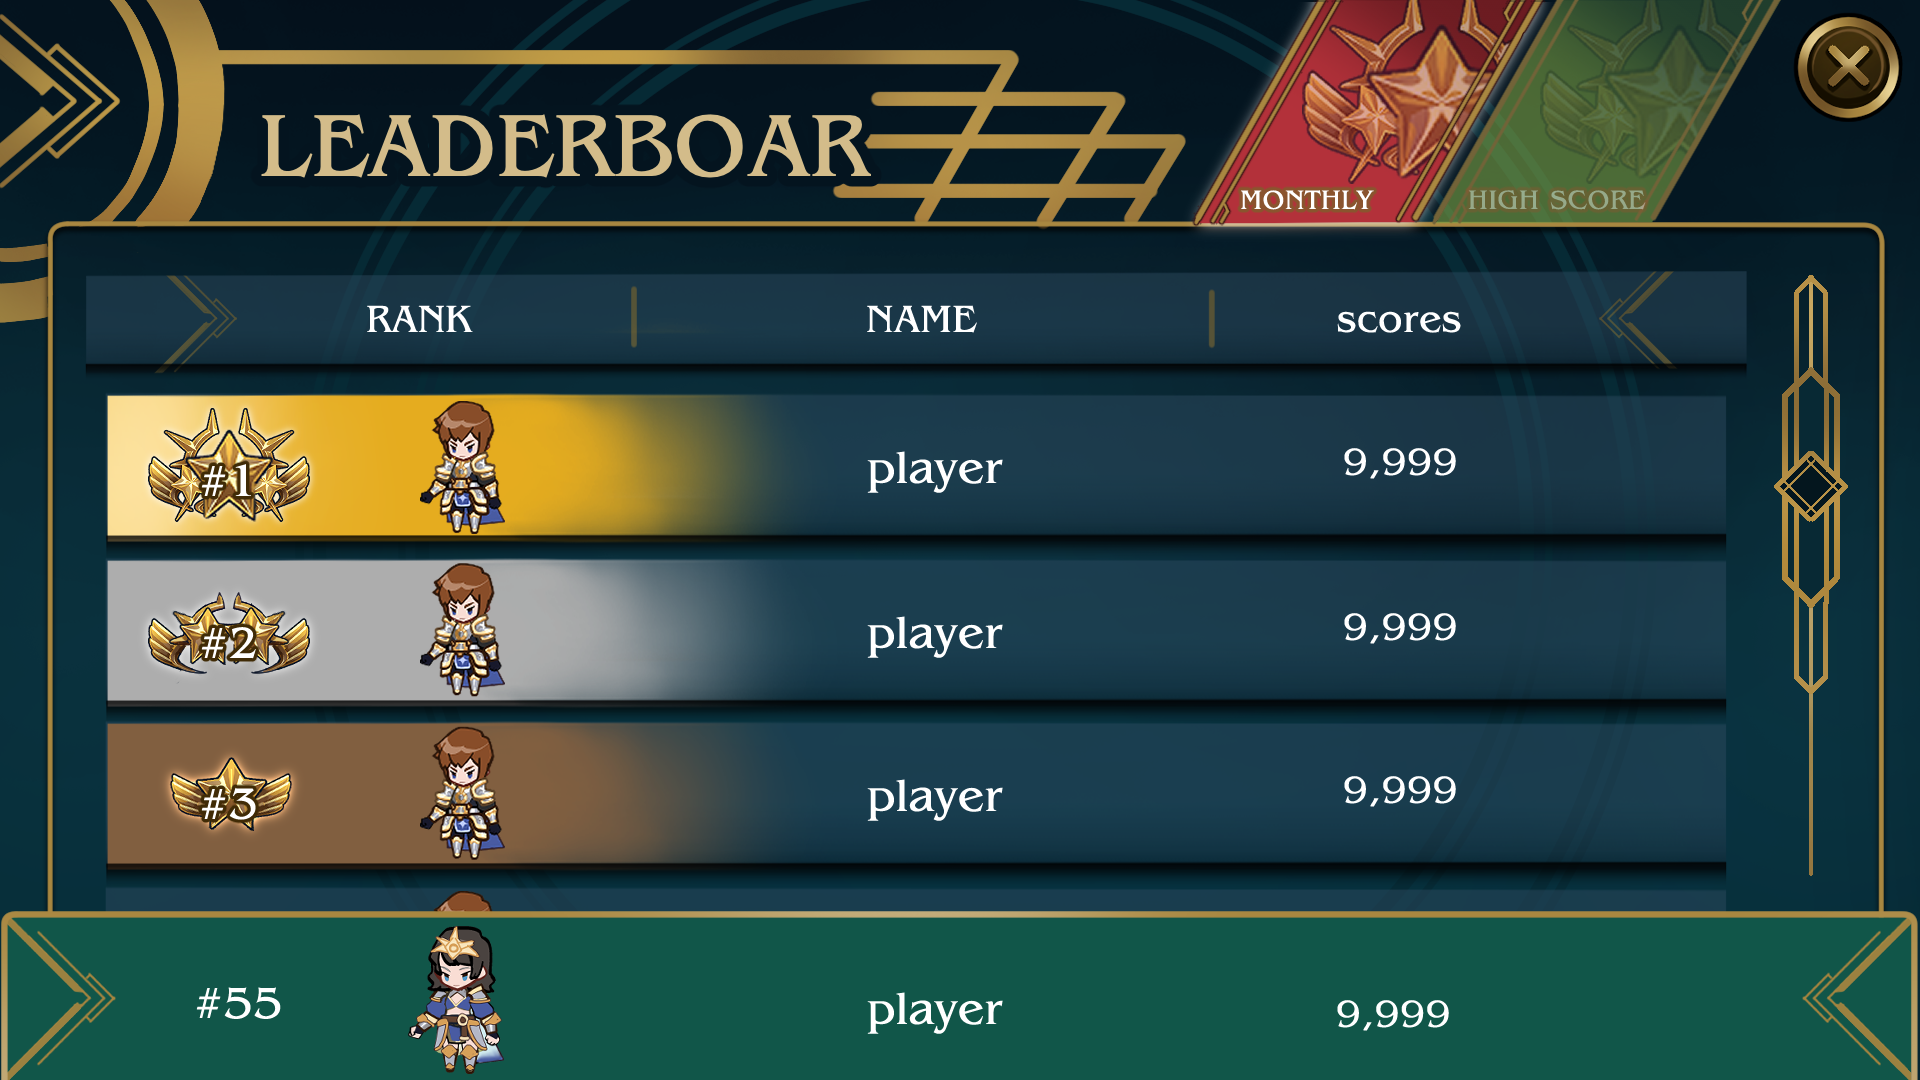 LEADERBOAR
MONTHLY
HIGH SCORE
RANK NAME scores
#1 player 9,999
#2 player 9,999
#3 player 9,999
#55 player 9,999